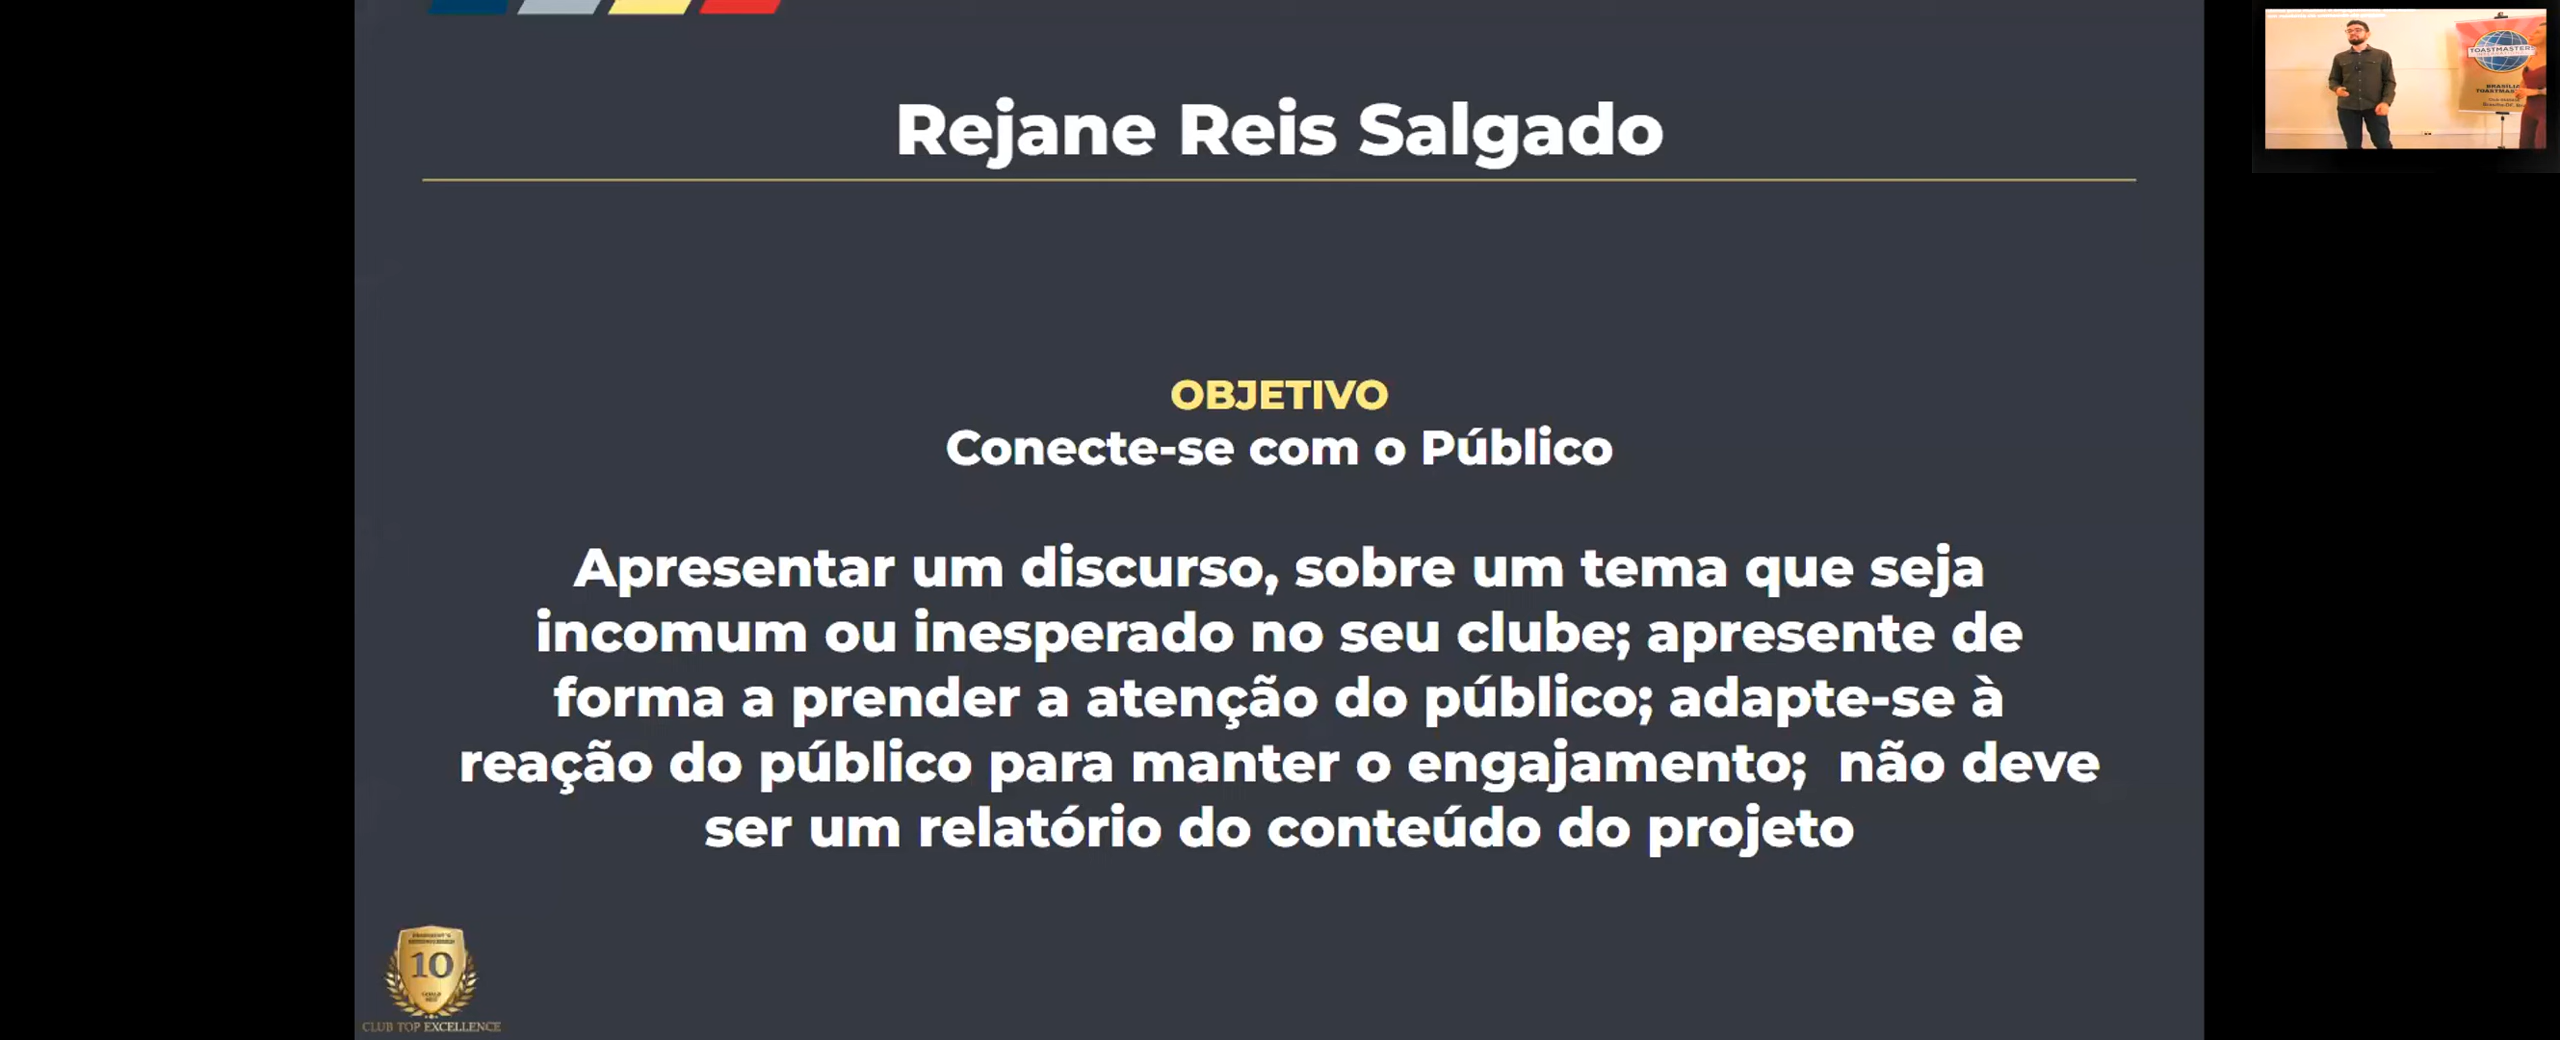 Rejane Reis Salgado
OBJETIVO
Conecte-se com o Público
Apresentar um discurso, sobre um tema que seja
incomum ou inesperado no seu clube; apresente de
forma a prender a atenção do público; adapte-se à
reação do público para manter o engajamento; não deve
ser um relatório do conteúdo do projeto
10
CLUB TOP EXCELLENCE
TOASTMASTERS
BRASÍLIA